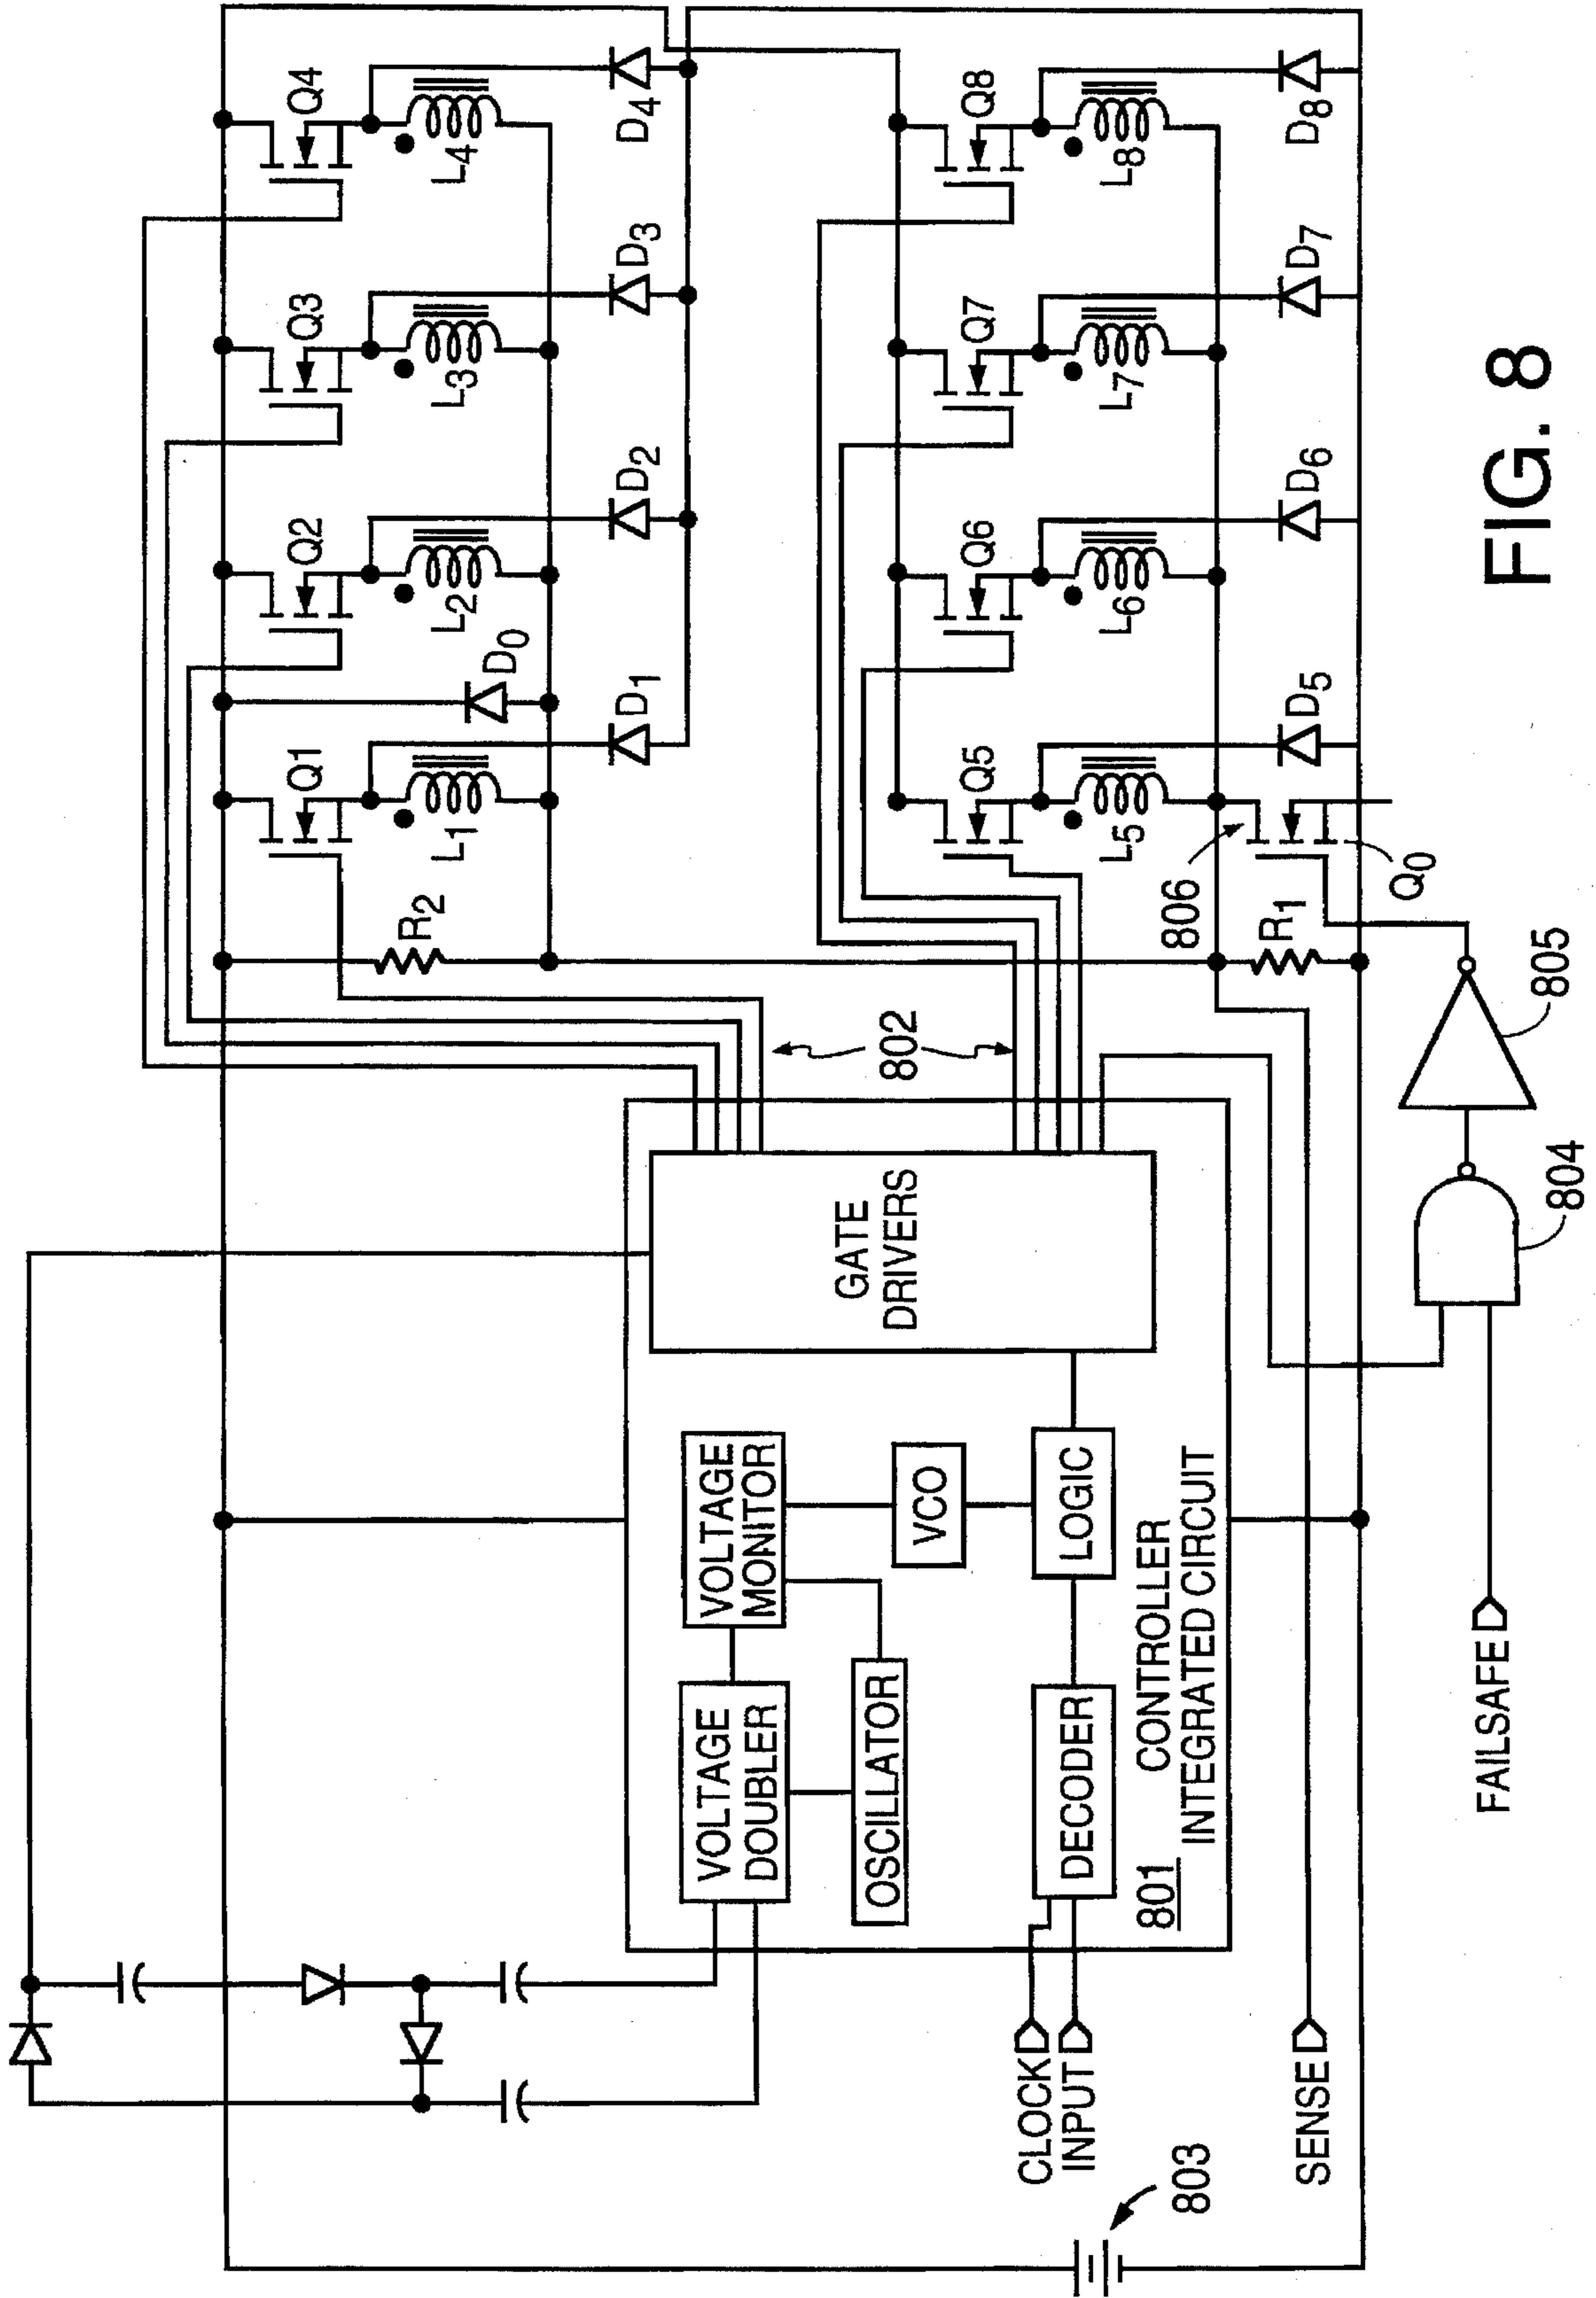 Q1
Q2
Q3
Q4
L1
L2
L3
L4
D0
D1
D2
D3
D4
R2
Q5
Q6
Q7
Q8
L5
L6
L7
L8
D5
D6
D7
D8
R1
806
Q0
802
GATE
DRIVERS
VOLTAGE
MONITOR
VOLTAGE
DOUBLER
OSCILLATOR
VCO
LOGIC
DECODER
CONTROLLER
INTEGRATED CIRCUIT
801
CLOCK
INPUT
SENSE
FAILSAFE
803
804
805
FIG. 8